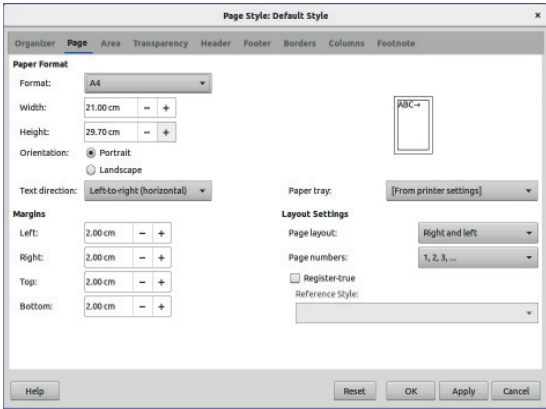 Page Style: Default Style ×
Organizer Page Area Transparency Header Footer Borders Columns Footnote
Paper Format
Format: A4
Width: 21.00 cm − +
Height: 29.70 cm − +
ABC→
Orientation: Portrait
Landscape
Text direction: Left-to-right (horizontal)
Paper tray: [From printer settings]
Margins
Layout Settings
Left: 2.00 cm − +
Page layout: Right and left
Right: 2.00 cm − +
Page numbers: 1, 2, 3, ...
Top: 2.00 cm − +
Register-true
Reference Style:
Bottom: 2.00 cm − +
Help Reset OK Apply Cancel